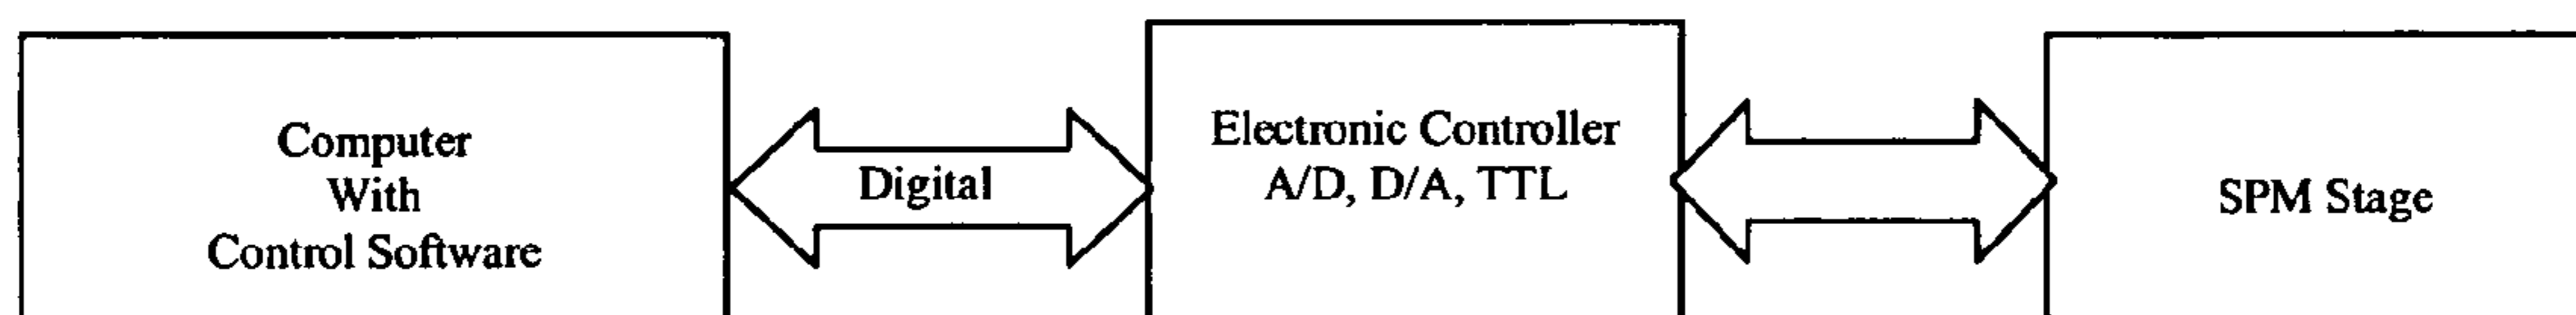 Computer
With
Control Software
Digital
Electronic Controller
A/D, D/A, TTL
SPM Stage